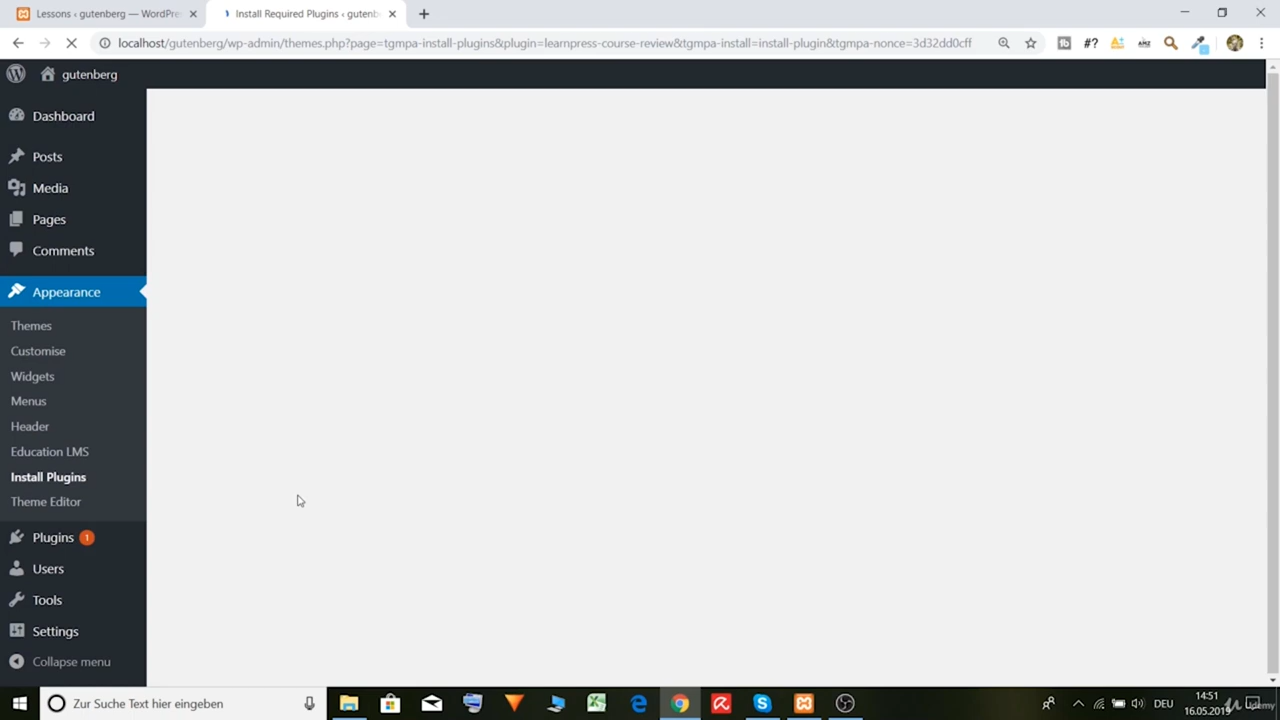 Lessons ‹ gutenberg — WordPre
Install Required Plugins ‹ gutenb
localhost/gutenberg/wp-admin/themes.php?page=tgmpa-install-plugins&plugin=learnpress-course-review&tgmpa-install=install-plugin&tgmpa-nonce=3d32dd0cff
#?
gutenberg
Dashboard
Posts
Media
Pages
Comments
Appearance
Themes
Customise
Widgets
Menus
Header
Education LMS
Install Plugins
Theme Editor
Plugins 1
Users
Tools
Settings
Collapse menu
Zur Suche Text hier eingeben
DEU
14:51
16.05.2019
Udemy